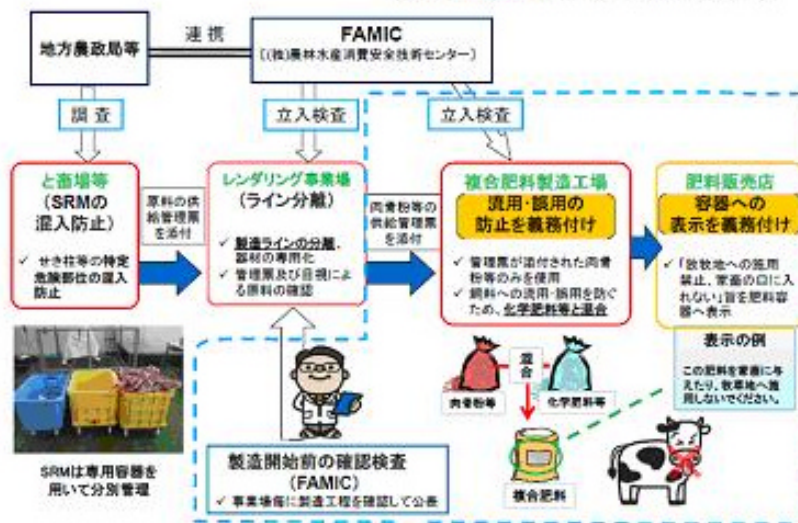 地方農政局等
連携
FAMIC
((独)農林水産消費安全技術センター)
調査
立入検査
立入検査
と畜場等
(SRMの
混入防止)
✓ せき柱等の特定
危険部位の混入
防止
原料の供
給管理票
を添付
レンダリング事業場
(ライン分離)
✓ 製造ラインの分離、
器材の専用化
✓ 管理票及び目視によ
る原料の確認
肉骨粉等の
供給管理票
を添付
複合肥料製造工場
流用・誤用の
防止を義務付け
✓ 管理票が添付された肉骨
粉等のみを使用
✓ 飼料への流用・誤用を防ぐ
ため、化学肥料等と混合
肥料販売店
容器への
表示を義務付け
✓ 「放牧地への施用
禁止、家畜の口に入
れない」旨を肥料容
器へ表示
表示の例
この肥料を家畜に与
えたり、牧草地へ施
用しないでください。
SRMは専用容器を
用いて分別管理
製造開始前の確認検査
(FAMIC)
✓ 事業場毎に製造工程を確認して公表
肉骨粉等
混合
化学肥料等
複合肥料